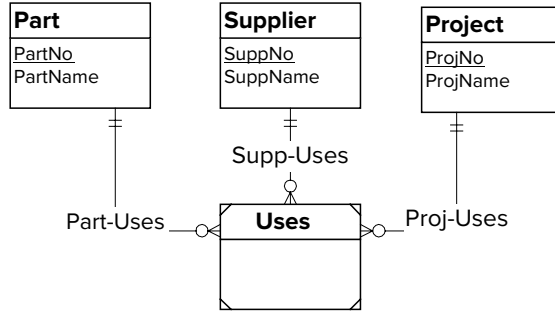 Part
PartNo
PartName
Supplier
SuppNo
SuppName
Project
ProjNo
ProjName
Supp-Uses
Part-Uses
Uses
Proj-Uses